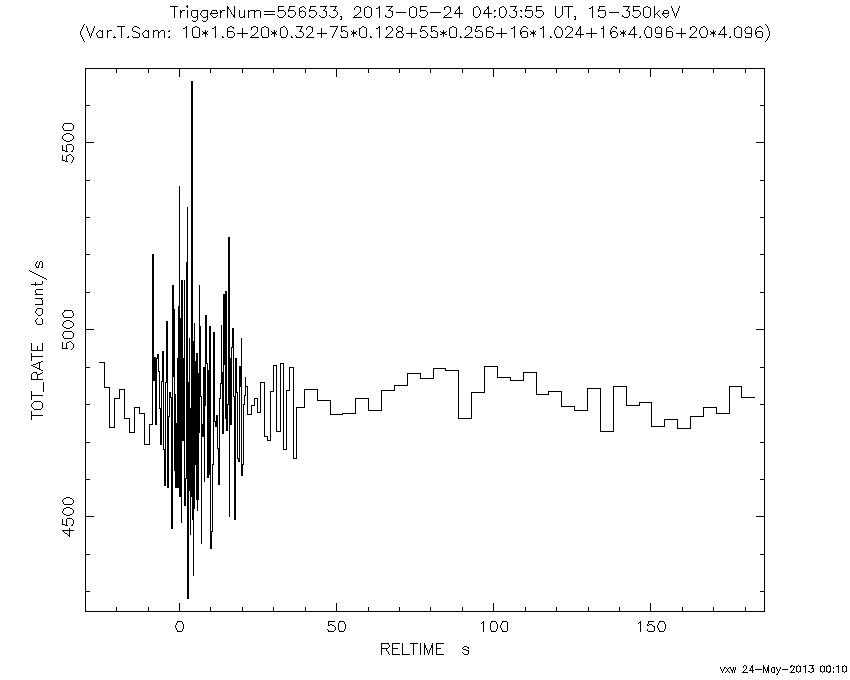 TriggerNum=556533, 2013-05-24 04:03:55 UT, 15-350keV
(Var.T.Sam: 10*1.6+20*0.32+75*0.128+55*0.256+16*1.024+16*4.096+20*4.096)
5500
5000
4500
TOT_RATE count/s
0 50 100 150
RELTIME s
vxw 24-May-2013 00:10